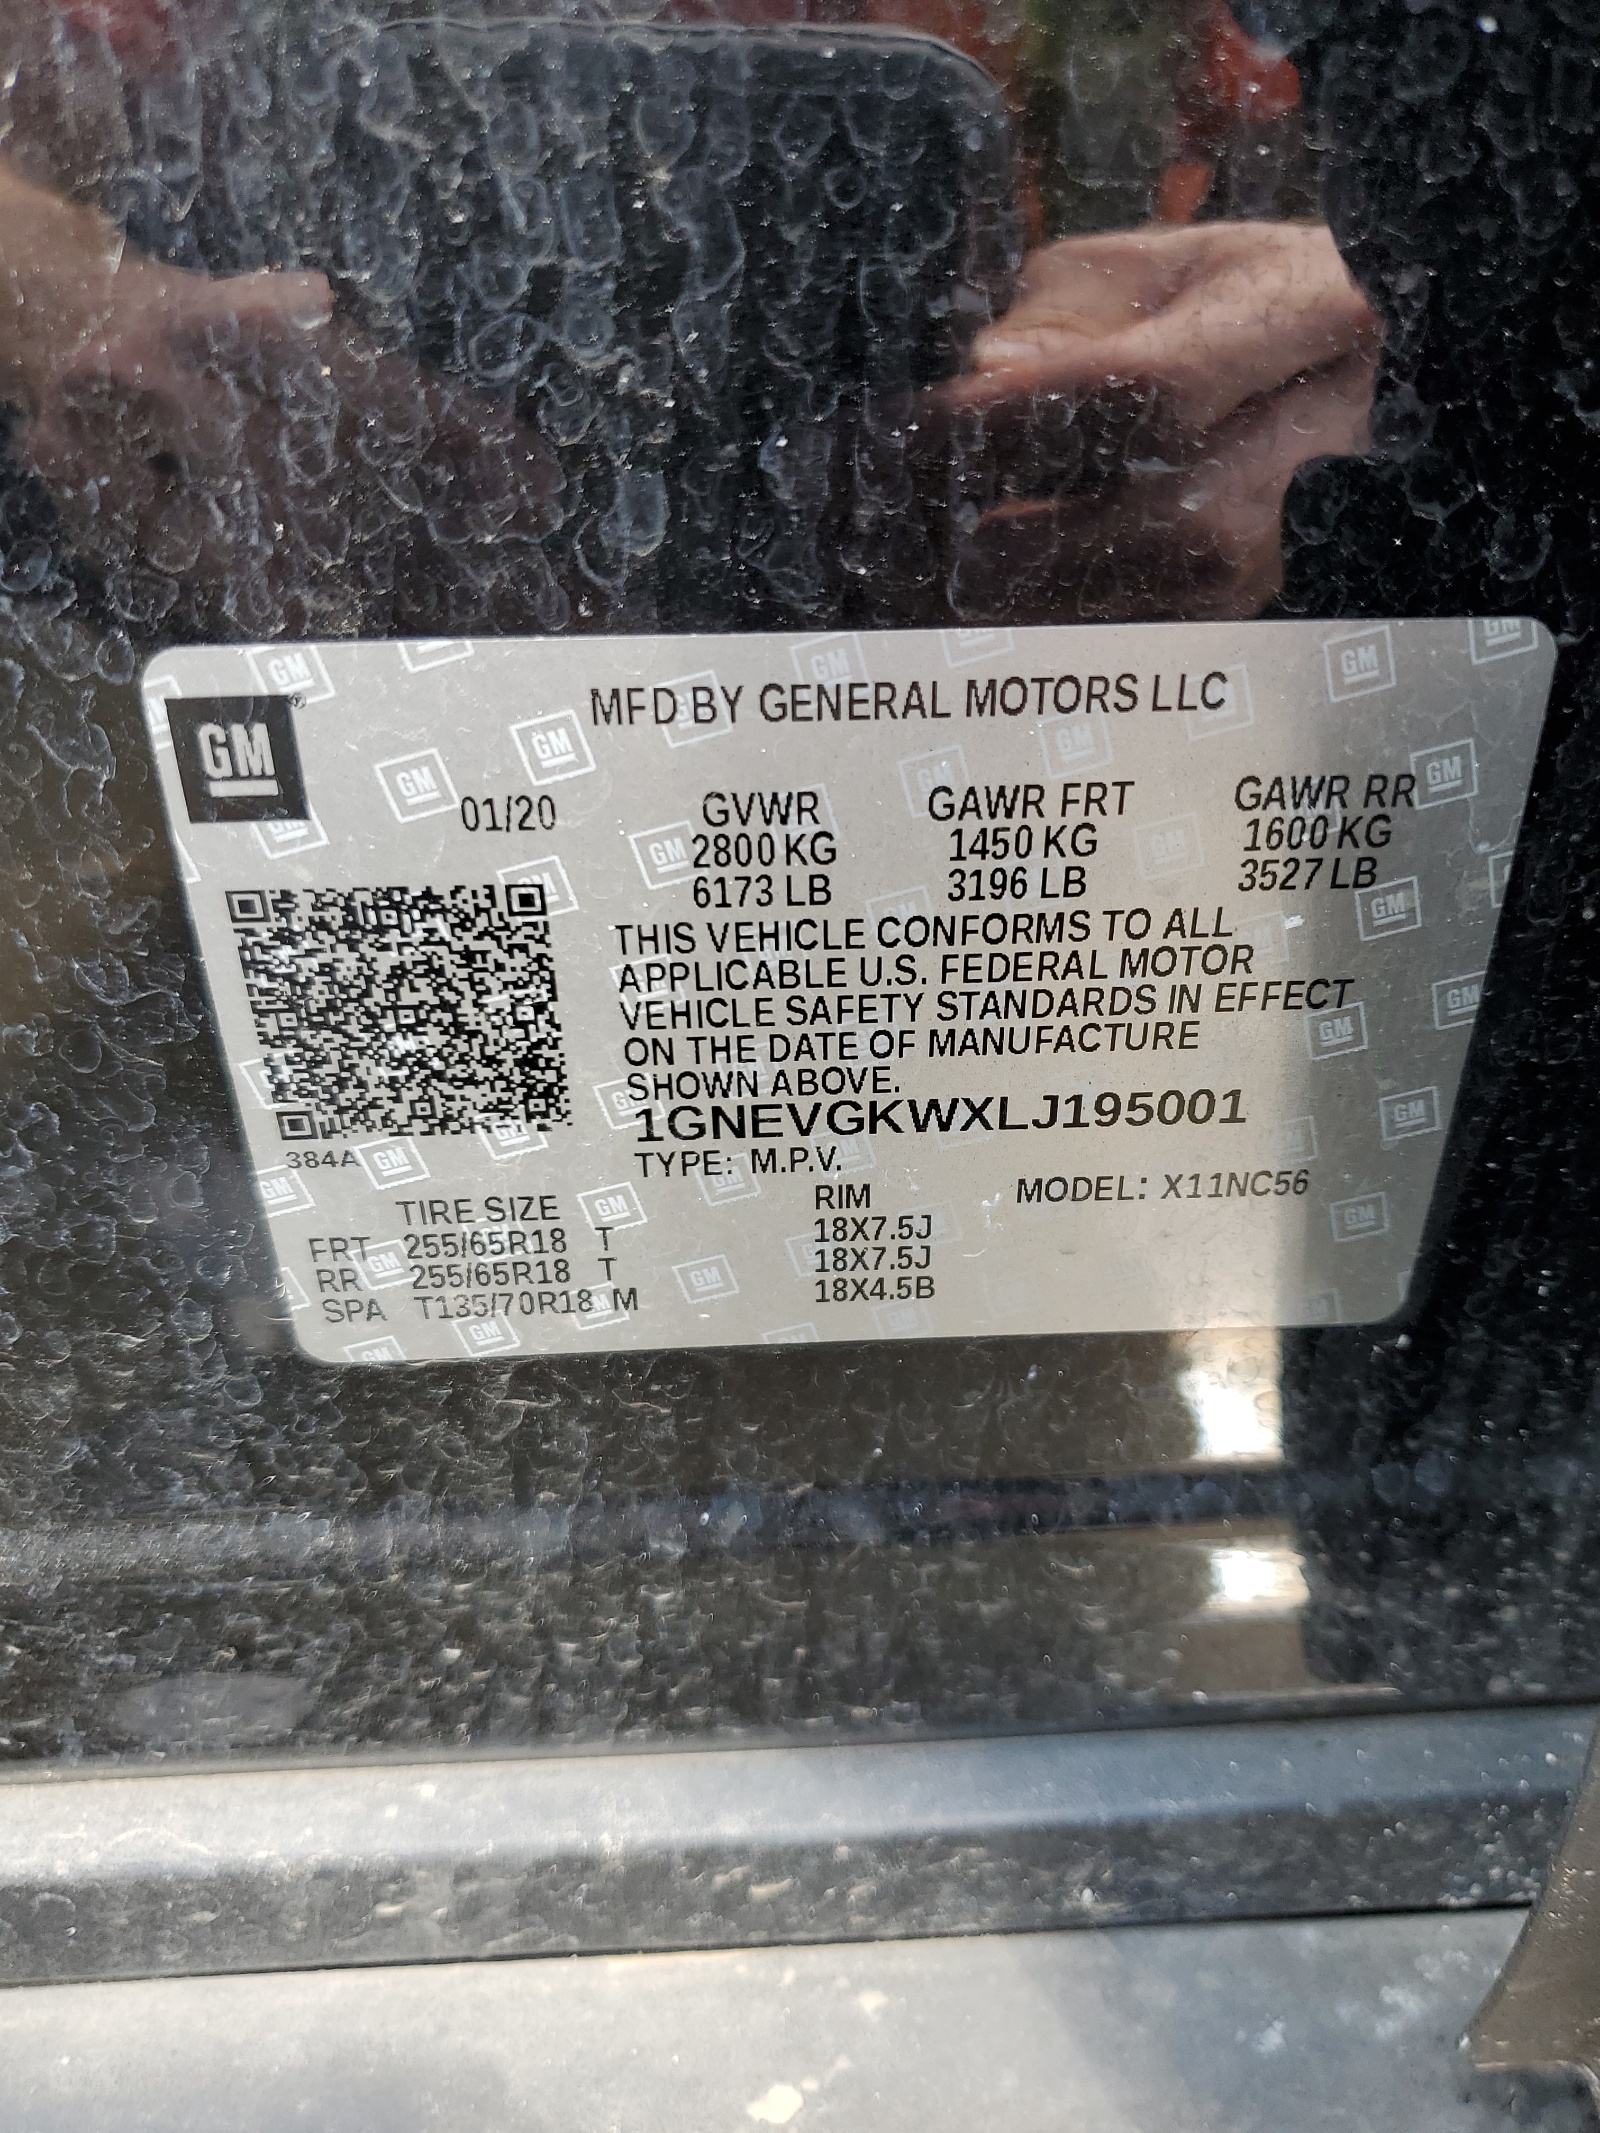 GM
MFD BY GENERAL MOTORS LLC
01/20 GVWR GAWR FRT GAWR RR
2800 KG 1450 KG 1600 KG
6173 LB 3196 LB 3527 LB
THIS VEHICLE CONFORMS TO ALL
APPLICABLE U.S. FEDERAL MOTOR
VEHICLE SAFETY STANDARDS IN EFFECT
ON THE DATE OF MANUFACTURE
SHOWN ABOVE.
1GNEVGKWXLJ195001
384A
TYPE: M.P.V.
MODEL: X11NC56
TIRE SIZE RIM
FRT 255/65R18 T 18X7.5J
RR 255/65R18 T 18X7.5J
SPA T135/70R18 M 18X4.5B